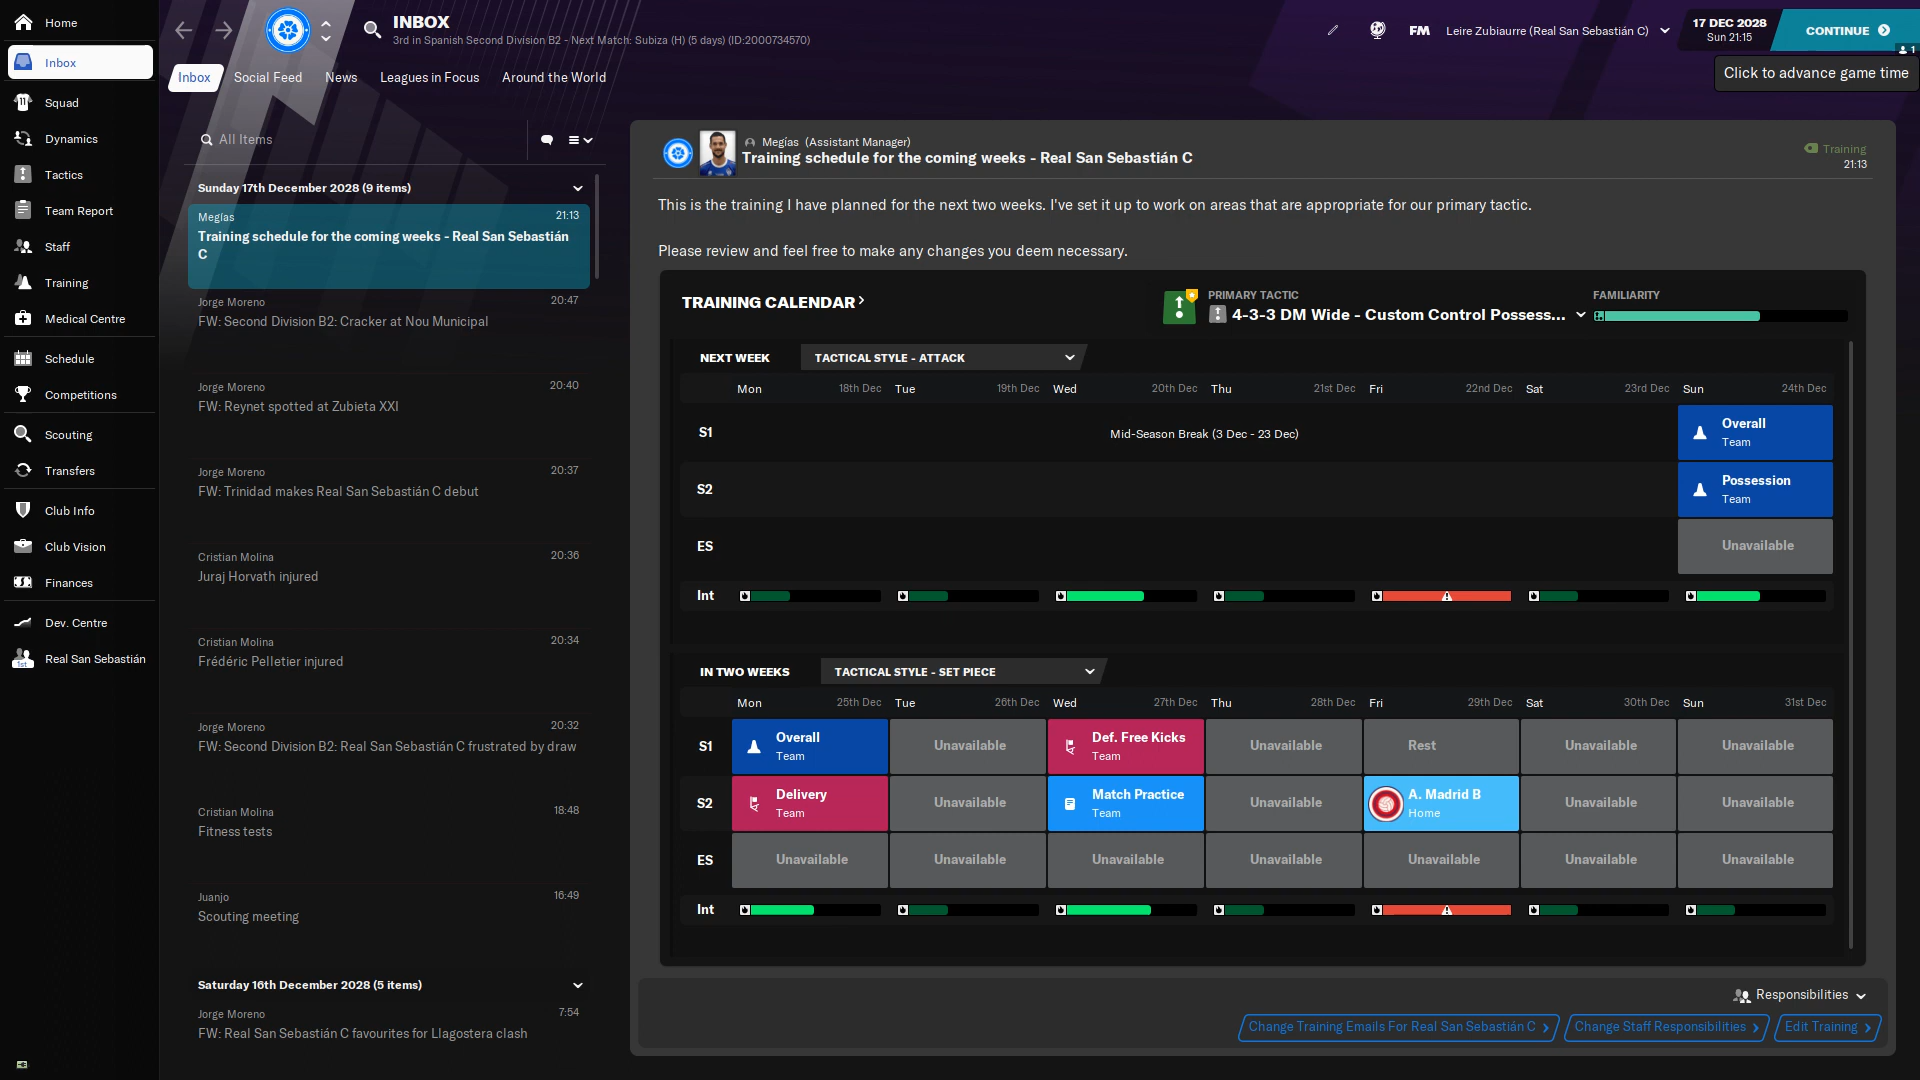 Home
Inbox
Squad
Dynamics
Tactics
Team Report
Staff
Training
Medical Centre
Schedule
Competitions
Scouting
Transfers
Club Info
Club Vision
Finances
Dev. Centre
1st
Real San Sebastián
INBOX
3rd in Spanish Second Division B2 - Next Match: Subiza (H) (5 days) (ID:2000734570)
FM
Leire Zubiaurre (Real San Sebastián C)
17 DEC 2028
Sun 21:15
CONTINUE
1
Click to advance game time
Inbox
Social Feed
News
Leagues in Focus
Around the World
All Items
Sunday 17th December 2028 (9 items)
Megías 21:13
Training schedule for the coming weeks - Real San Sebastián
C
Jorge Moreno 20:47
FW: Second Division B2: Cracker at Nou Municipal
Jorge Moreno 20:40
FW: Reynet spotted at Zubieta XXI
Jorge Moreno 20:37
FW: Trinidad makes Real San Sebastián C debut
Cristian Molina 20:36
Juraj Horvath injured
Cristian Molina 20:34
Frédéric Pelletier injured
Jorge Moreno 20:32
FW: Second Division B2: Real San Sebastián C frustrated by draw
Cristian Molina 18:48
Fitness tests
Juanjo 16:49
Scouting meeting
Saturday 16th December 2028 (5 items)
Jorge Moreno 7:54
FW: Real San Sebastián C favourites for Llagostera clash
Megías (Assistant Manager)
Training schedule for the coming weeks - Real San Sebastián C
Training
21:13
This is the training I have planned for the next two weeks. I've set it up to work on areas that are appropriate for our primary tactic.
Please review and feel free to make any changes you deem necessary.
TRAINING CALENDAR
PRIMARY TACTIC
4-3-3 DM Wide - Custom Control Possess...
FAMILIARITY
NEXT WEEK
TACTICAL STYLE - ATTACK
Mon 18th Dec Tue 19th Dec Wed 20th Dec Thu 21st Dec Fri 22nd Dec Sat 23rd Dec Sun 24th Dec
S1 Mid-Season Break (3 Dec - 23 Dec) Overall
Team
S2 Possession
Team
ES Unavailable
Int
IN TWO WEEKS
TACTICAL STYLE - SET PIECE
Mon 25th Dec Tue 26th Dec Wed 27th Dec Thu 28th Dec Fri 29th Dec Sat 30th Dec Sun 31st Dec
S1 Overall Unavailable Def. Free Kicks Unavailable Rest Unavailable Unavailable
Team Team
S2 Delivery Unavailable Match Practice Unavailable A. Madrid B Unavailable Unavailable
Team Team Home
ES Unavailable Unavailable Unavailable Unavailable Unavailable Unavailable Unavailable
Int
Responsibilities
Change Training Emails For Real San Sebastián C
Change Staff Responsibilities
Edit Training